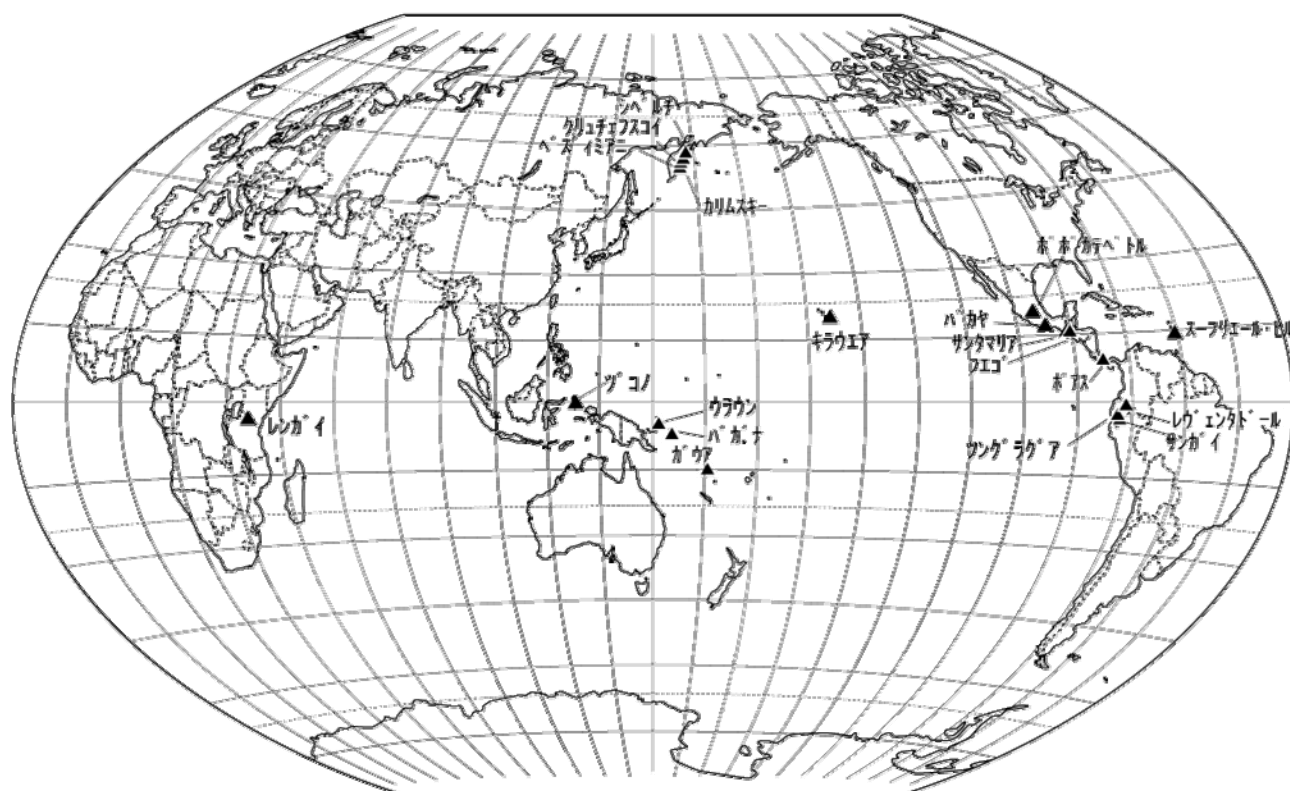 シベルチ
クリュチェフスコイ
ベズイミアニ
カリムスキー
ポポカテペトル
パカヤ
サンタマリア
フエゴ
スーフリエール・ヒル
キラウエア
ポアス
ヅコノ
ウラウン
バガナ
ガウア
レンガイ
レヴェンタドール
サンガイ
ツングラグア